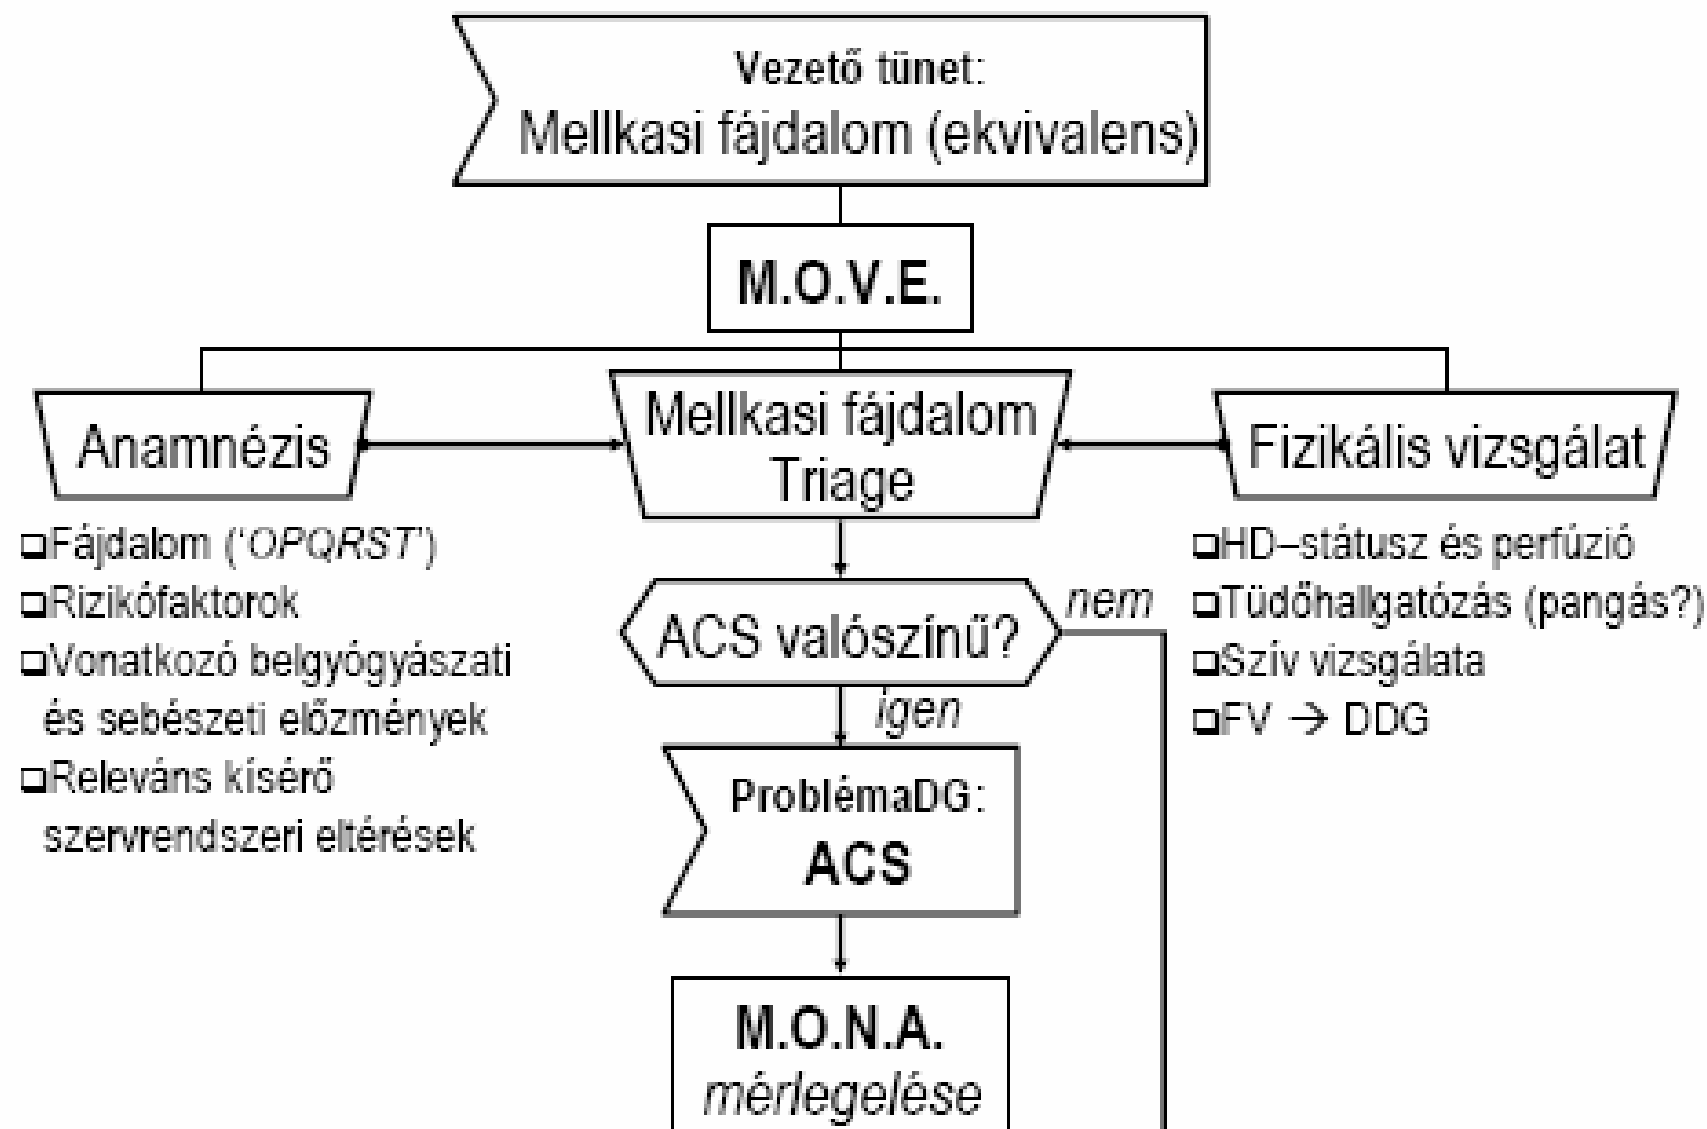 Vezető tünet:
Mellkasi fájdalom (ekvivalens)
M.O.V.E.
Anamnézis
❑Fájdalom ('OPQRST')
❑Rizikófaktorok
❑Vonatkozó belgyógyászati
és sebészeti előzmények
❑Releváns kísérő
szervrendszeri eltérések
Mellkasi fájdalom
Triage
Fizikális vizsgálat
❑HD–státusz és perfúzió
❑Tüdőhallgatózás (pangás?)
❑Szív vizsgálata
❑FV → DDG
ACS valószínű?
nem
igen
ProblémaDG:
ACS
M.O.N.A.
mérlegelése